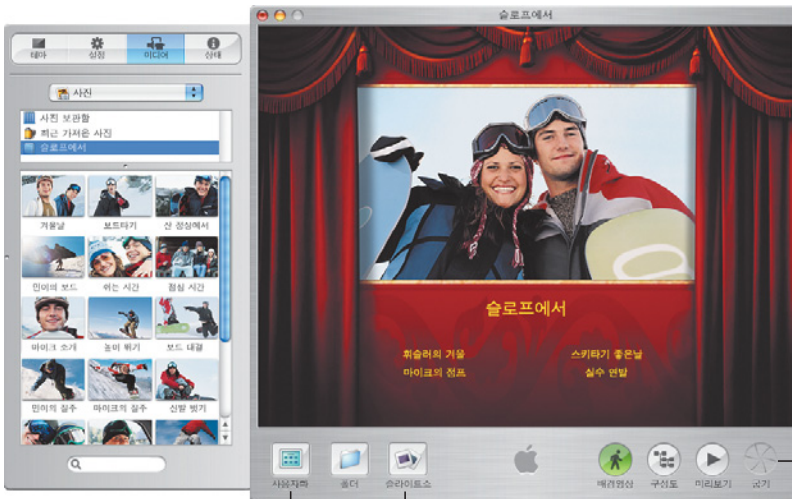 테마 설정 미디어 상태
사진
사진 보관함
최근 가져온 사진
슬로프에서
겨울날 보드타기 산 정상에서
민이의 보드 쉬는 시간 점심 시간
마이크 소개 높이 뛰기 보드 대결
민이의 질주 마이크의 질주 신발 벗기
슬로프에서
슬로프에서
휘슬러의 겨울 스키타기 좋은날
마이크의 점프 실수 연발
사용자화 폴더 슬라이드쇼 배경영상 구성도 미리보기 굽기